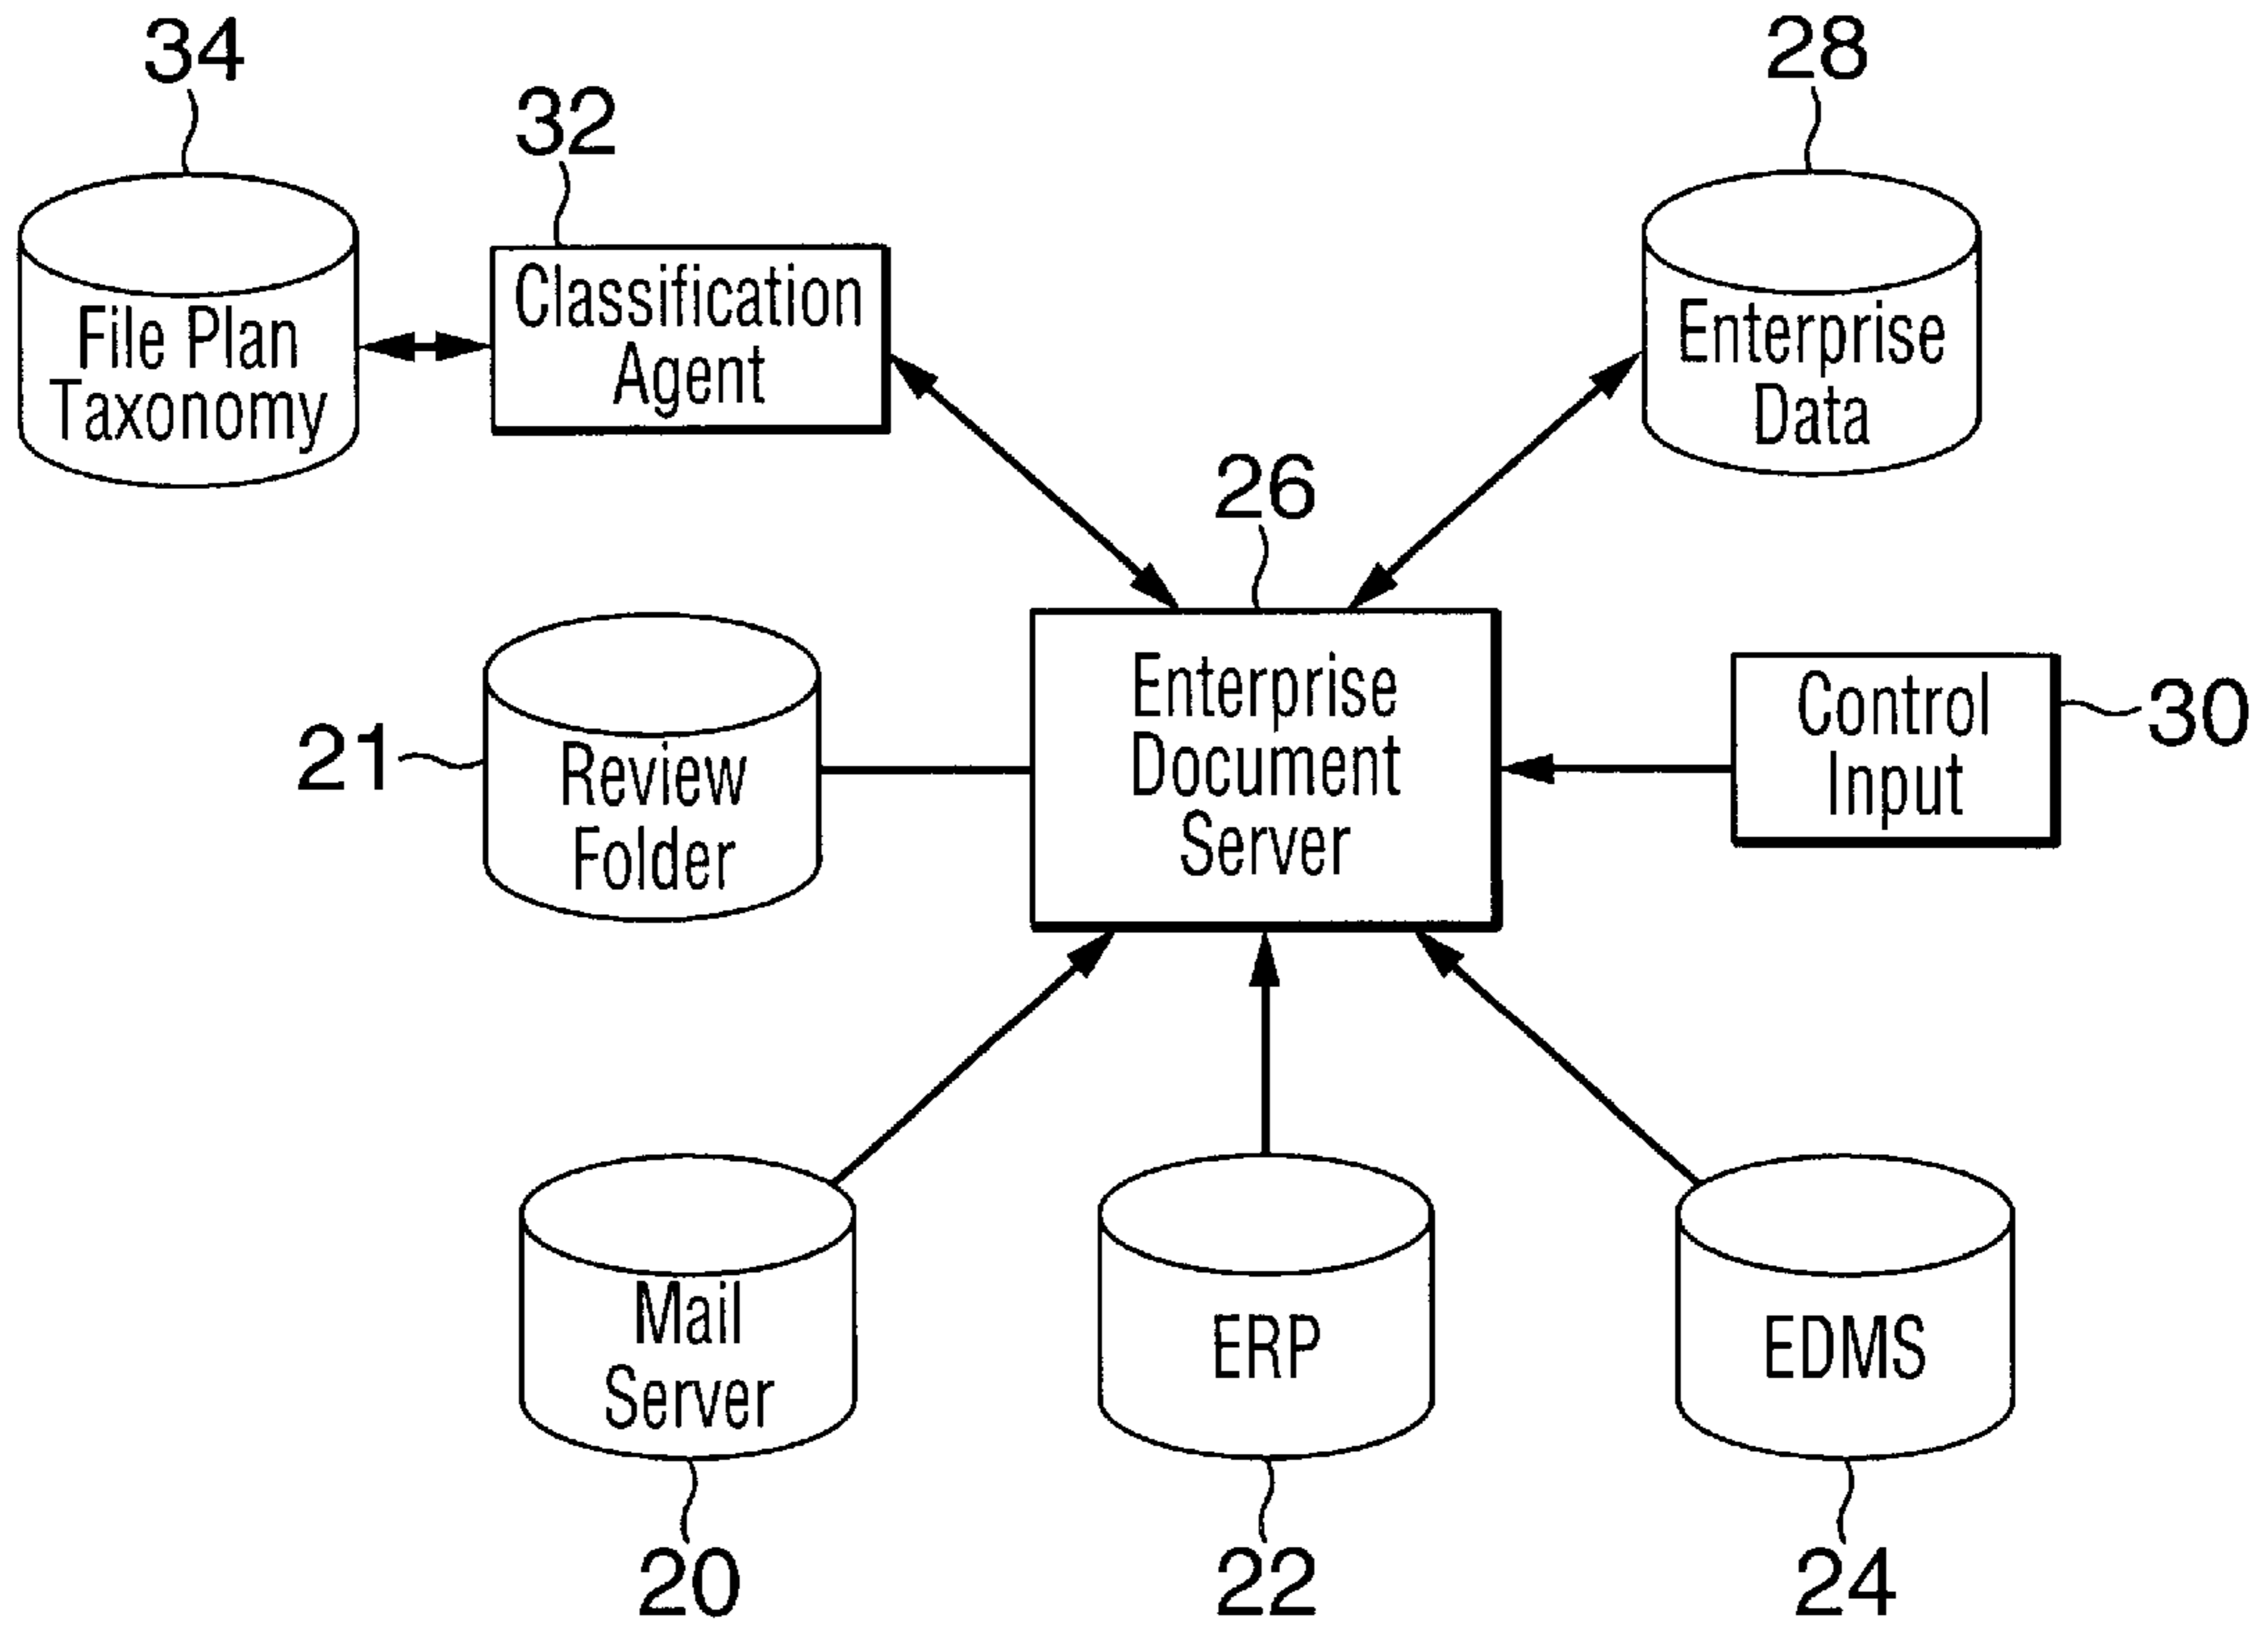 34
28
32
File Plan
Taxonomy
Classification
Agent
Enterprise
Data
26
21
Review
Folder
Enterprise
Document
Server
Control
Input
30
Mail
Server
ERP
EDMS
20
22
24